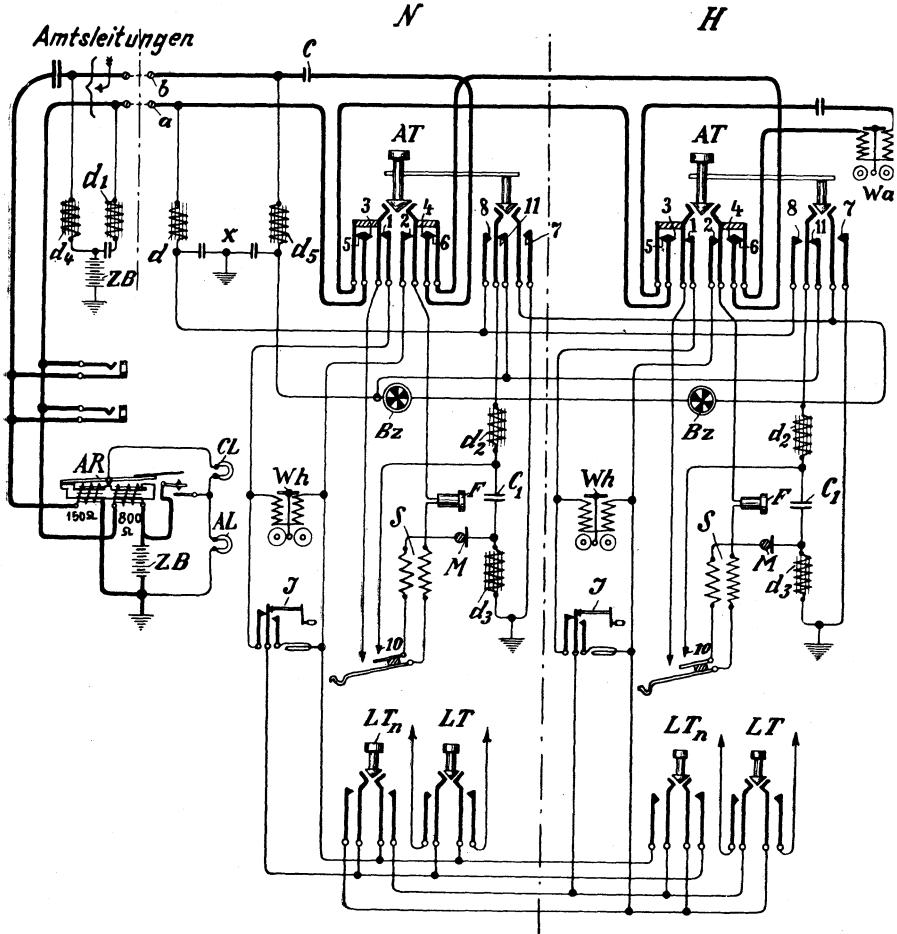 N H
Amtsleitungen
C
b
a
AT AT
Wa
d1
3 1 2 4 8 11 7
3 1 2 4 8 11 7
5 6
5 6
d4 d x d5
ZB
Bz Bz
d2 d2
CL
AR
Wh F C1
Wh F C1
150Ω 800Ω
AL
S S
ZB
M M
d3 d3
J J
10 10
LTn LT LTn LT